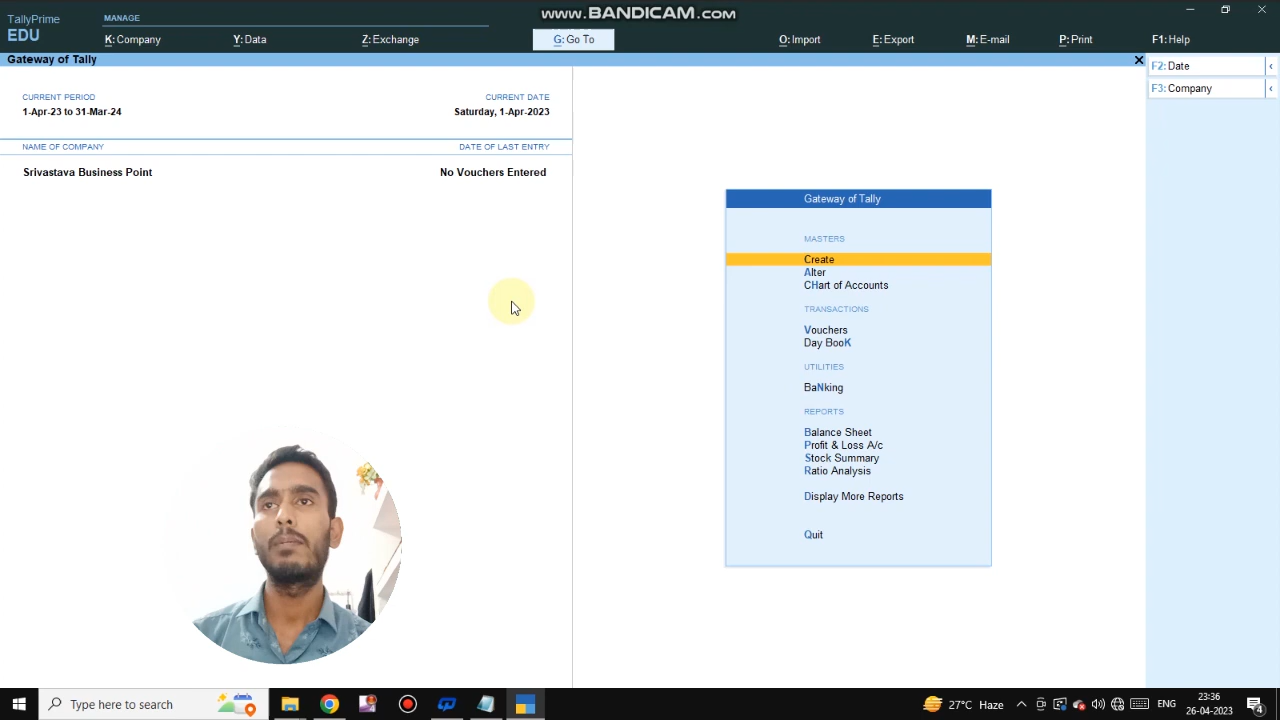 www.BANDICAM.com
TallyPrime
EDU
MANAGE
K: Company
Y: Data
Z: Exchange
G: Go To
O: Import
E: Export
M: E-mail
P: Print
F1: Help
Gateway of Tally
F2: Date
F3: Company
CURRENT PERIOD
CURRENT DATE
1-Apr-23 to 31-Mar-24
Saturday, 1-Apr-2023
NAME OF COMPANY
DATE OF LAST ENTRY
Srivastava Business Point
No Vouchers Entered
Gateway of Tally
MASTERS
Create
Alter
CHart of Accounts
TRANSACTIONS
Vouchers
Day BooK
UTILITIES
BaNking
REPORTS
Balance Sheet
Profit & Loss A/c
Stock Summary
Ratio Analysis
Display More Reports
Quit
Type here to search
27°C Haze
ENG
23:36
26-04-2023
4